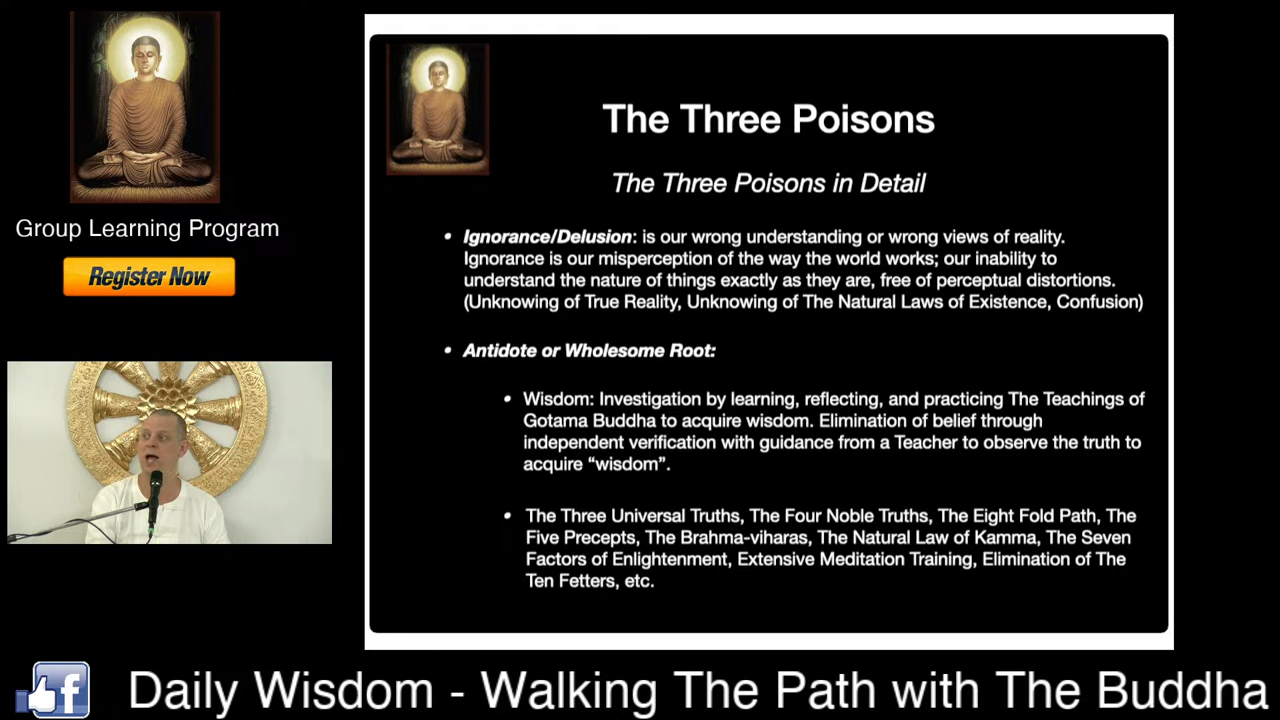 Group Learning Program
Register Now
The Three Poisons
The Three Poisons in Detail
• Ignorance/Delusion: is our wrong understanding or wrong views of reality.
Ignorance is our misperception of the way the world works; our inability to
understand the nature of things exactly as they are, free of perceptual distortions.
(Unknowing of True Reality, Unknowing of The Natural Laws of Existence, Confusion)
• Antidote or Wholesome Root:
• Wisdom: Investigation by learning, reflecting, and practicing The Teachings of
Gotama Buddha to acquire wisdom. Elimination of belief through
independent verification with guidance from a Teacher to observe the truth to
acquire “wisdom”.
• The Three Universal Truths, The Four Noble Truths, The Eight Fold Path, The
Five Precepts, The Brahma-viharas, The Natural Law of Kamma, The Seven
Factors of Enlightenment, Extensive Meditation Training, Elimination of The
Ten Fetters, etc.
f
Daily Wisdom - Walking The Path with The Buddha